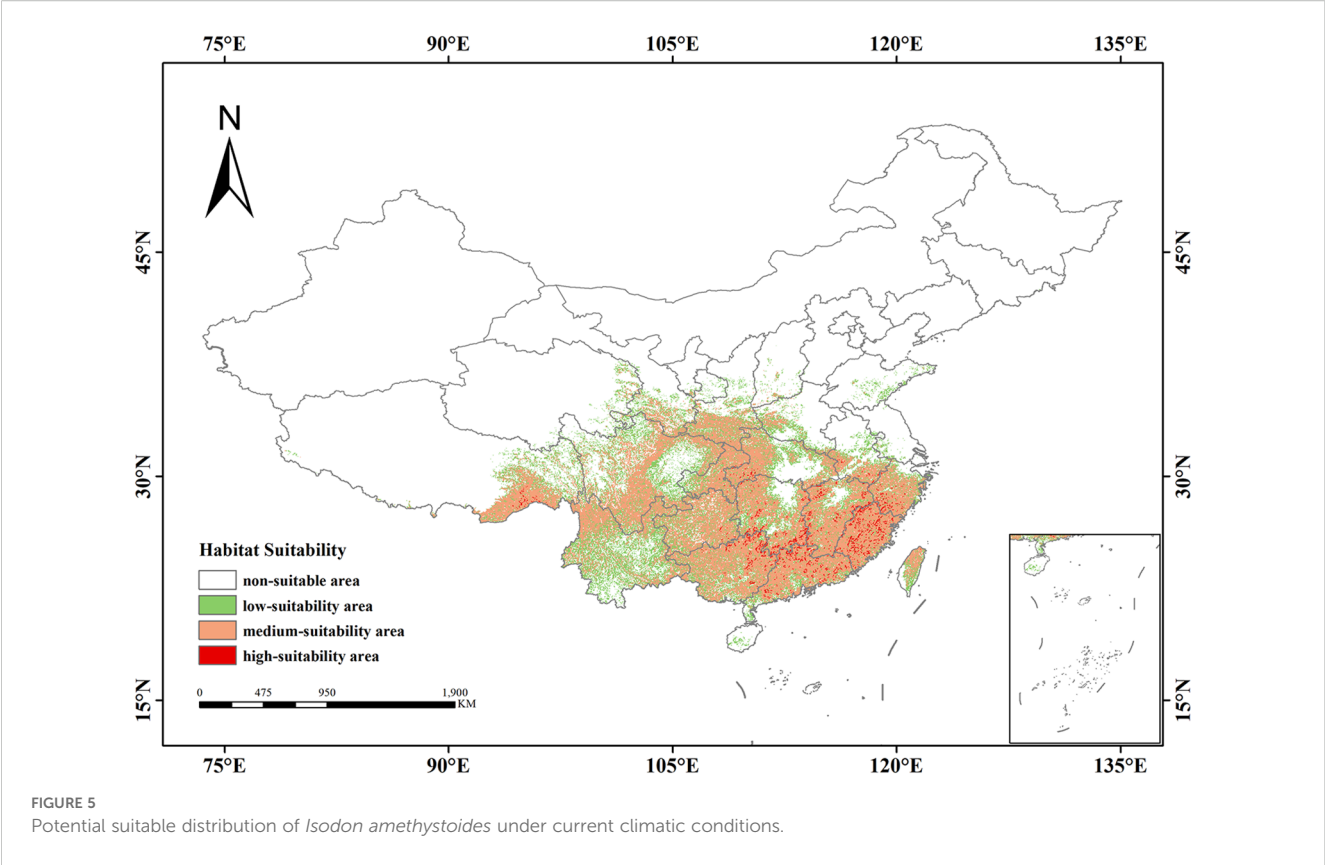 75°E 90°E 105°E 120°E 135°E
N
45°N 45°N
30°N 30°N
Habitat Suitability
non-suitable area
low-suitability area
medium-suitability area
high-suitability area
0 475 950 1,900
KM
15°N 15°N
75°E 90°E 105°E 120°E 135°E
FIGURE 5
Potential suitable distribution of Isodon amethystoides under current climatic conditions.